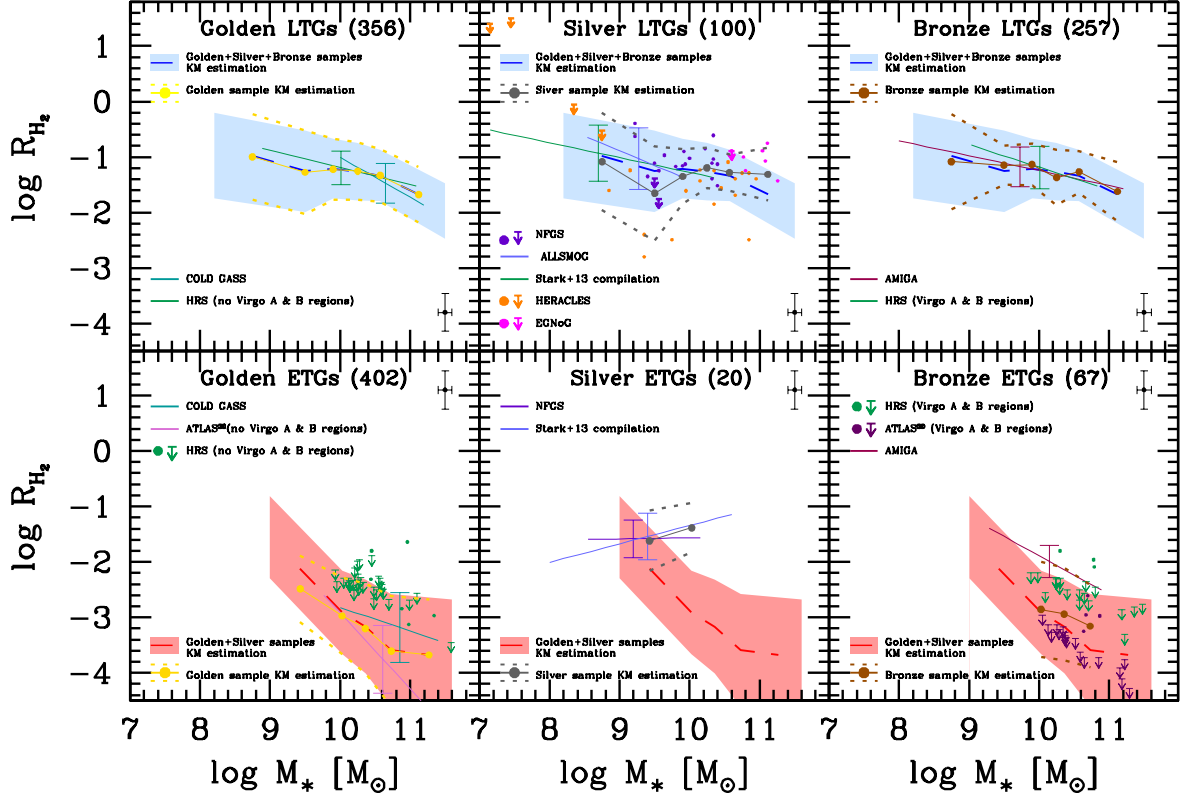 Golden LTGs (356)
Golden+Silver+Bronze samples
KM estimation
Golden sample KM estimation
COLD GASS
HRS (no Virgo A & B regions)
Silver LTGs (100)
Golden+Silver+Bronze samples
KM estimation
Siver sample KM estimation
NFGS
ALLSMOG
Stark+13 compilation
HERACLES
EGNoG
Bronze LTGs (257)
Golden+Silver+Bronze samples
KM estimation
Bronze sample KM estimation
AMIGA
HRS (Virgo A & B regions)
log R_H2
1
0
−1
−2
−3
−4
Golden ETGs (402)
COLD GASS
ATLAS3D(no Virgo A & B regions)
HRS (no Virgo A & B regions)
Golden+Silver samples
KM estimation
Golden sample KM estimation
Silver ETGs (20)
NFGS
Stark+13 compilation
Golden+Silver samples
KM estimation
Silver sample KM estimation
Bronze ETGs (67)
HRS (Virgo A & B regions)
ATLAS3D (Virgo A & B regions)
AMIGA
Golden+Silver samples
KM estimation
Bronze sample KM estimation
log R_H2
1
0
−1
−2
−3
−4
7 8 9 10 11 7 8 9 10 11 7 8 9 10 11
log M* [M⊙] log M* [M⊙] log M* [M⊙]